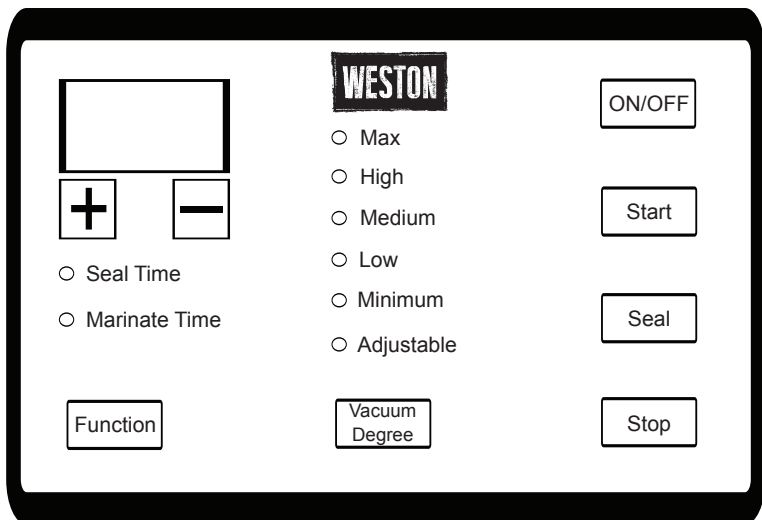 + −
Seal Time
Marinate Time
Function
WESTON
Max
High
Medium
Low
Minimum
Adjustable
Vacuum
Degree
ON/OFF
Start
Seal
Stop